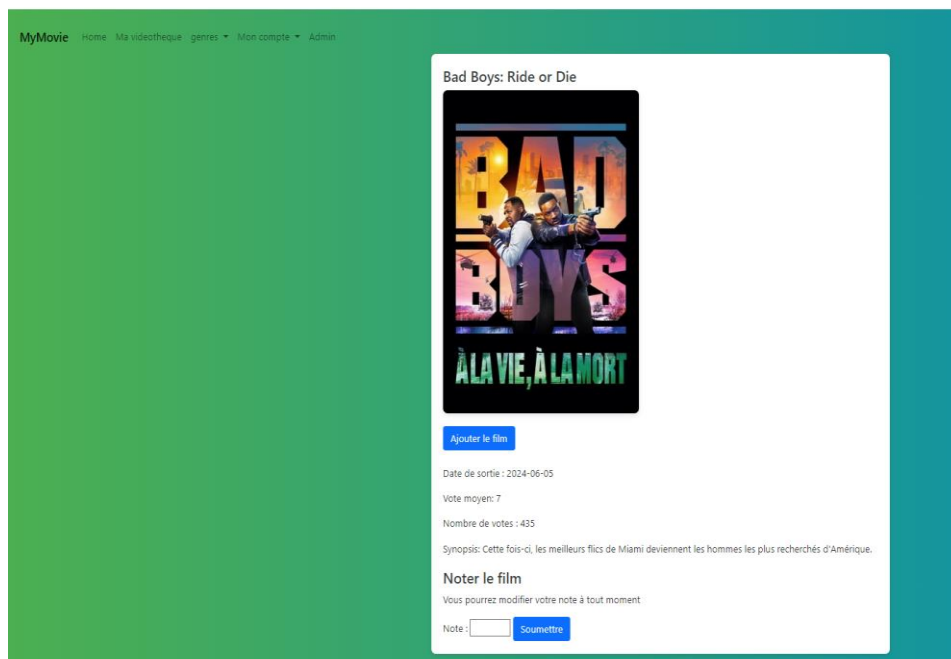 MyMovie Home Ma videotheque genres Mon compte Admin
Bad Boys: Ride or Die
BAD
BOYS
À LA VIE, À LA MORT
Ajouter le film
Date de sortie : 2024-06-05
Vote moyen: 7
Nombre de votes : 435
Synopsis: Cette fois-ci, les meilleurs flics de Miami deviennent les hommes les plus recherchés d'Amérique.
Noter le film
Vous pourrez modifier votre note à tout moment
Note : Soumettre